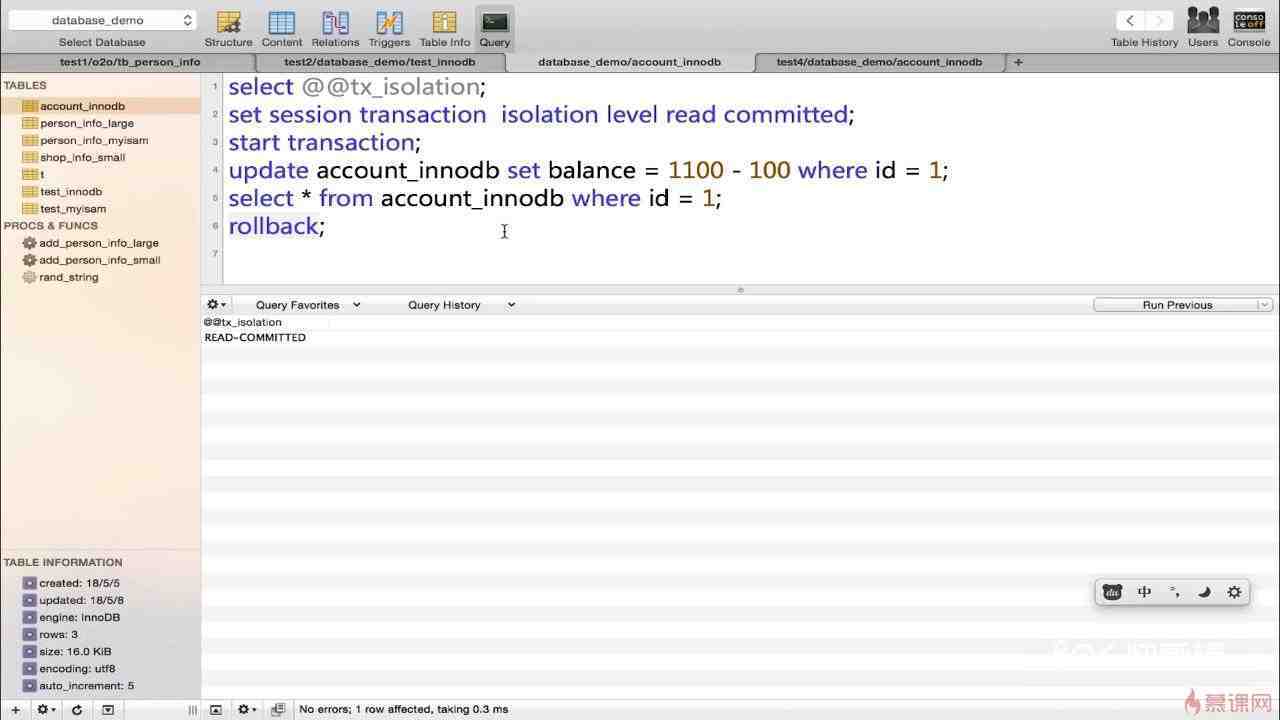 database_demo
Select Database
Structure
Content
Relations
Triggers
Table Info
Query
Table History
Users
Console
conso
le off
test1/o2o/tb_person_info
test2/database_demo/test_innodb
database_demo/account_innodb
test4/database_demo/account_innodb
+
TABLES
account_innodb
person_info_large
person_info_myisam
shop_info_small
t
test_innodb
test_myisam
PROCS & FUNCS
add_person_info_large
add_person_info_small
rand_string
1 select @@tx_isolation;
2 set session transaction  isolation level read committed;
3 start transaction;
4 update account_innodb set balance = 1100 - 100 where id = 1;
5 select * from account_innodb where id = 1;
6 rollback;
7
Query Favorites
Query History
Run Previous
@@tx_isolation
READ-COMMITTED
TABLE INFORMATION
created: 18/5/5
updated: 18/5/8
engine: InnoDB
rows: 3
size: 16.0 KiB
encoding: utf8
auto_increment: 5
du 中 °,
No errors; 1 row affected, taking 0.3 ms
慕课网